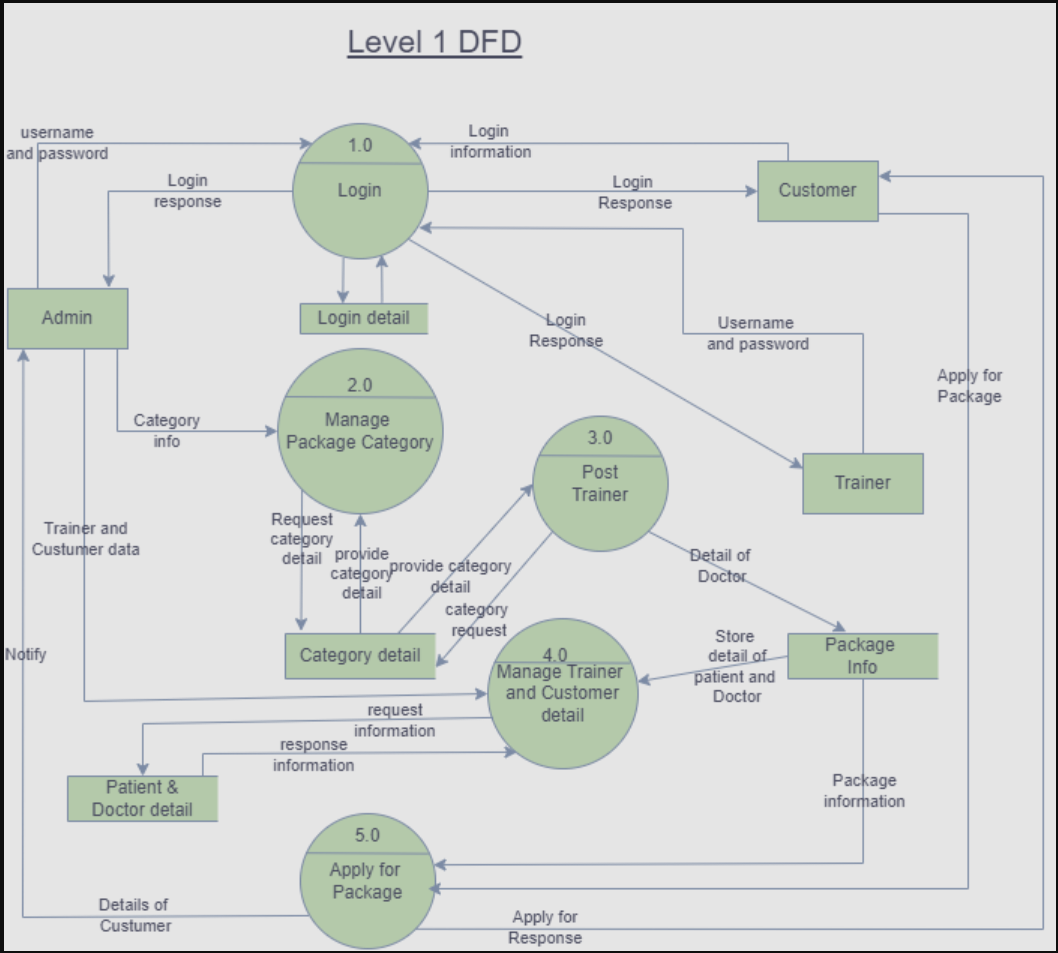 Level 1 DFD
username
and password
1.0
Login
Login
information
Login
response
Login
Response
Customer
Admin
Login detail
Login
Response
Username
and password
Apply for
Package
2.0
Manage
Package Category
Category
info
3.0
Post
Trainer
Trainer
Trainer and
Custumer data
Request
category
detail
provide
category
detail
provide category
detail
category
request
Detail of
Doctor
Notify
Category detail
4.0
Manage Trainer
and Customer
detail
Store
detail of
patient and
Doctor
Package
Info
request
information
response
information
Patient &
Doctor detail
Package
information
5.0
Apply for
Package
Details of
Custumer
Apply for
Response